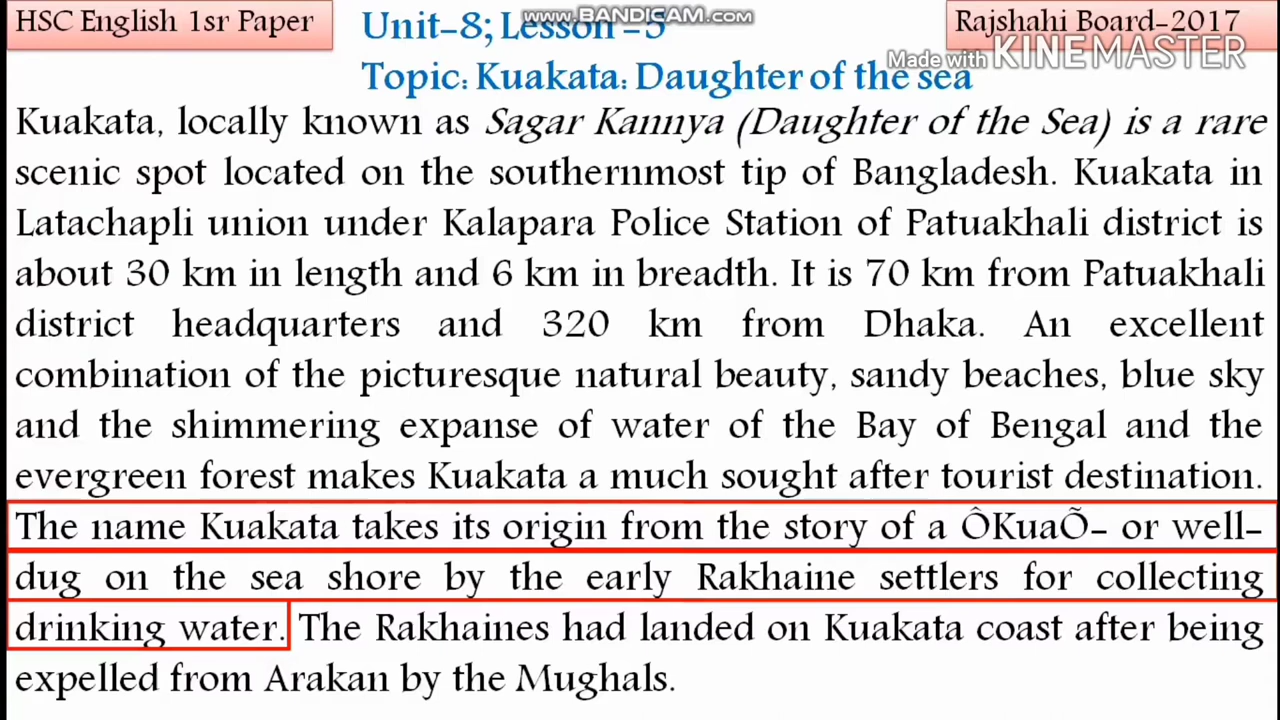 HSC English 1sr Paper
www.BANDICAM.com
Rajshahi Board-2017
Unit-8; Lesson -5
Made with KINEMASTER
Topic: Kuakata: Daughter of the sea
Kuakata, locally known as Sagar Kannya (Daughter of the Sea) is a rare
scenic spot located on the southernmost tip of Bangladesh. Kuakata in
Latachapli union under Kalapara Police Station of Patuakhali district is
about 30 km in length and 6 km in breadth. It is 70 km from Patuakhali
district headquarters and 320 km from Dhaka. An excellent
combination of the picturesque natural beauty, sandy beaches, blue sky
and the shimmering expanse of water of the Bay of Bengal and the
evergreen forest makes Kuakata a much sought after tourist destination.
The name Kuakata takes its origin from the story of a ÔKuaÕ- or well-
dug on the sea shore by the early Rakhaine settlers for collecting
drinking water. The Rakhaines had landed on Kuakata coast after being
expelled from Arakan by the Mughals.